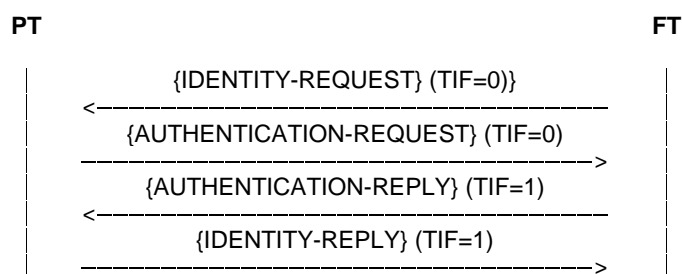 PT FT
{IDENTITY-REQUEST} (TIF=0)}
{AUTHENTICATION-REQUEST} (TIF=0)
{AUTHENTICATION-REPLY} (TIF=1)
{IDENTITY-REPLY} (TIF=1)